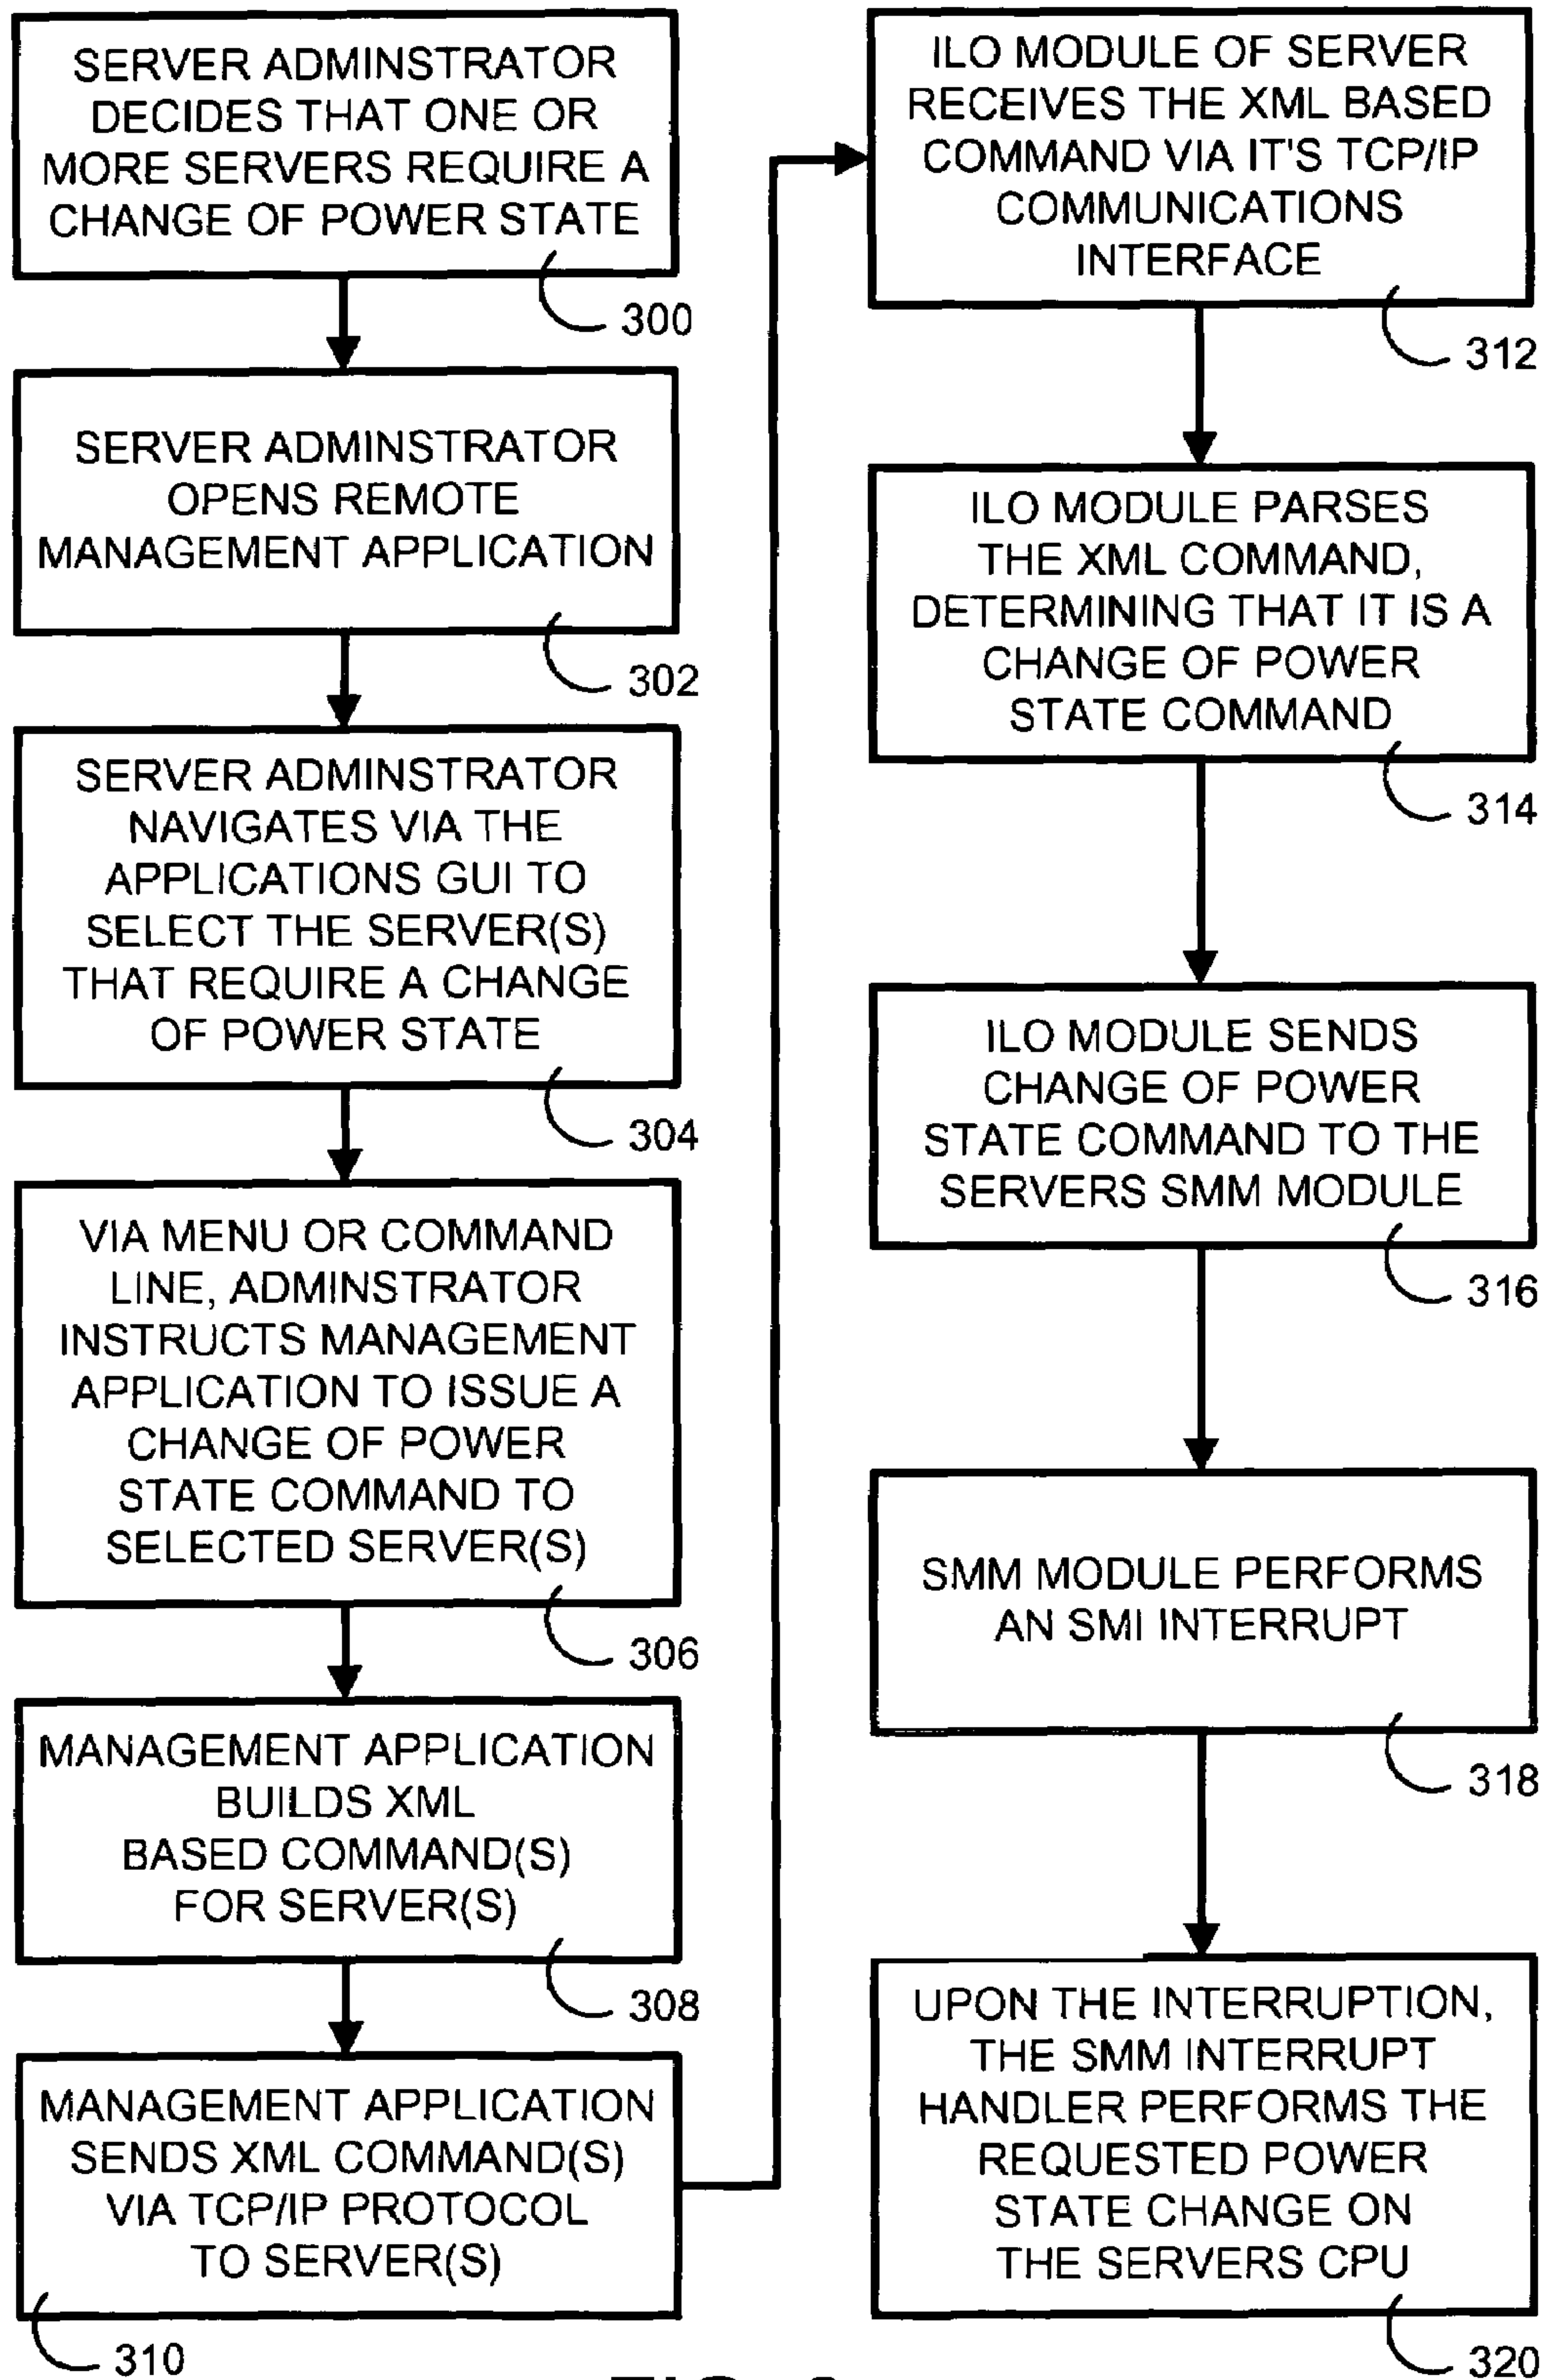 SERVER ADMINSTRATOR
DECIDES THAT ONE OR
MORE SERVERS REQUIRE A
CHANGE OF POWER STATE
300
SERVER ADMINSTRATOR
OPENS REMOTE
MANAGEMENT APPLICATION
302
SERVER ADMINSTRATOR
NAVIGATES VIA THE
APPLICATIONS GUI TO
SELECT THE SERVER(S)
THAT REQUIRE A CHANGE
OF POWER STATE
304
VIA MENU OR COMMAND
LINE, ADMINSTRATOR
INSTRUCTS MANAGEMENT
APPLICATION TO ISSUE A
CHANGE OF POWER
STATE COMMAND TO
SELECTED SERVER(S)
306
MANAGEMENT APPLICATION
BUILDS XML
BASED COMMAND(S)
FOR SERVER(S)
308
MANAGEMENT APPLICATION
SENDS XML COMMAND(S)
VIA TCP/IP PROTOCOL
TO SERVER(S)
310
ILO MODULE OF SERVER
RECEIVES THE XML BASED
COMMAND VIA IT'S TCP/IP
COMMUNICATIONS
INTERFACE
312
ILO MODULE PARSES
THE XML COMMAND,
DETERMINING THAT IT IS A
CHANGE OF POWER
STATE COMMAND
314
ILO MODULE SENDS
CHANGE OF POWER
STATE COMMAND TO THE
SERVERS SMM MODULE
316
SMM MODULE PERFORMS
AN SMI INTERRUPT
318
UPON THE INTERRUPTION,
THE SMM INTERRUPT
HANDLER PERFORMS THE
REQUESTED POWER
STATE CHANGE ON
THE SERVERS CPU
320